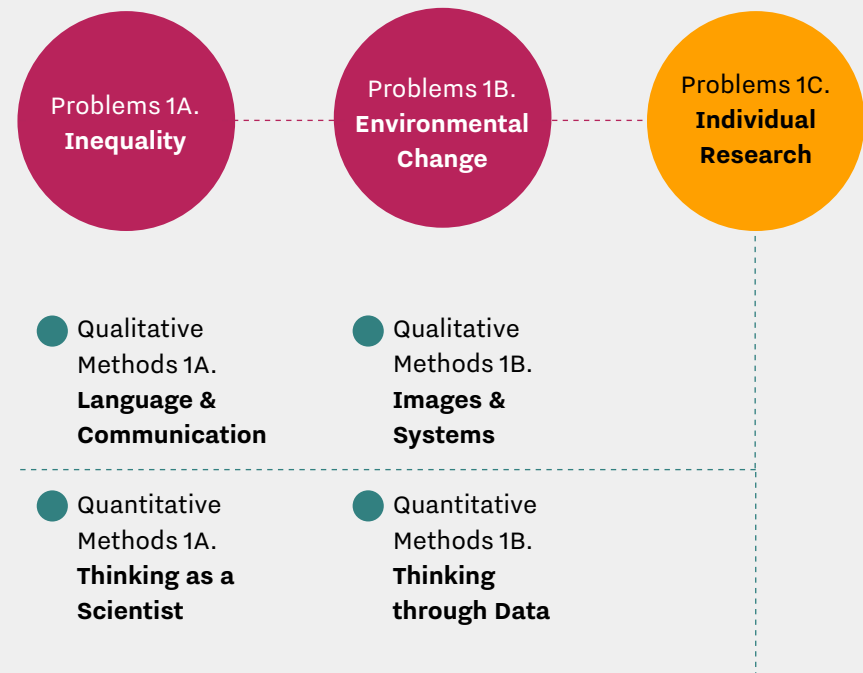 Problems 1A.
Inequality
Problems 1B.
Environmental
Change
Problems 1C.
Individual
Research
Qualitative
Methods 1A.
Language &
Communication
Qualitative
Methods 1B.
Images &
Systems
Quantitative
Methods 1A.
Thinking as a
Scientist
Quantitative
Methods 1B.
Thinking
through Data